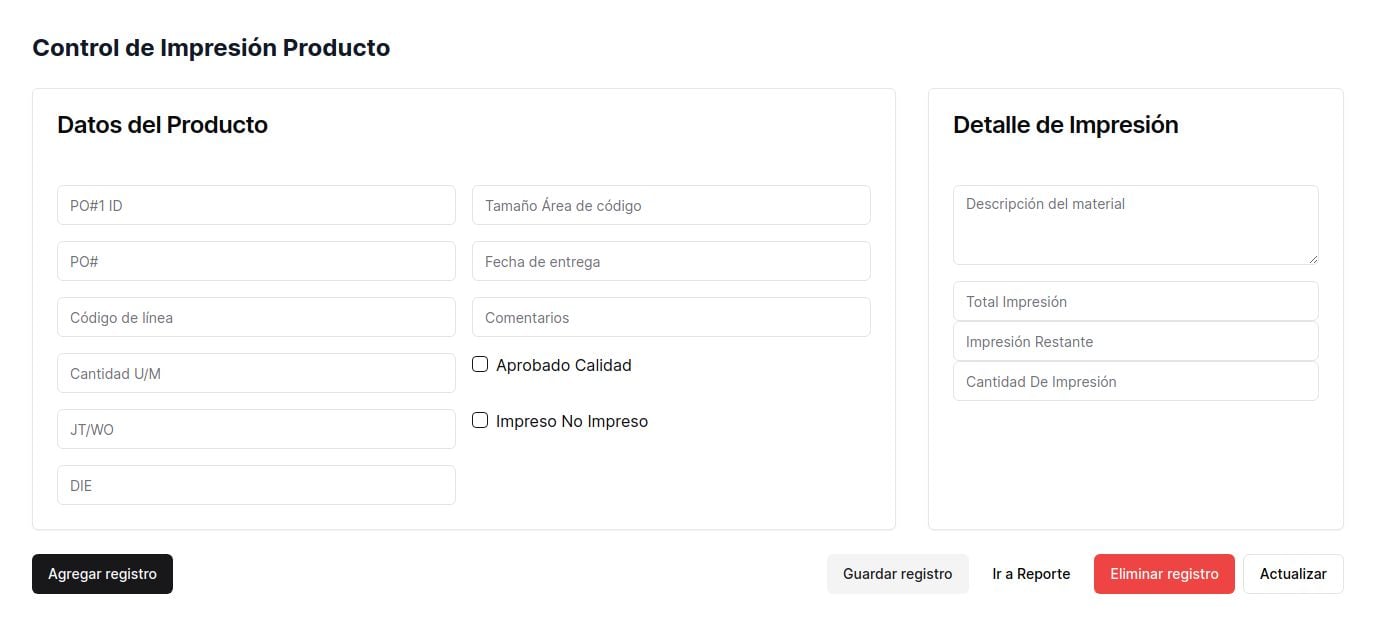 Control de Impresión Producto
Datos del Producto
PO#1 ID
Tamaño Área de código
PO#
Fecha de entrega
Código de línea
Comentarios
Cantidad U/M
Aprobado Calidad
JT/WO
Impreso No Impreso
DIE
Detalle de Impresión
Descripción del material
Total Impresión
Impresión Restante
Cantidad De Impresión
Agregar registro
Guardar registro
Ir a Reporte
Eliminar registro
Actualizar